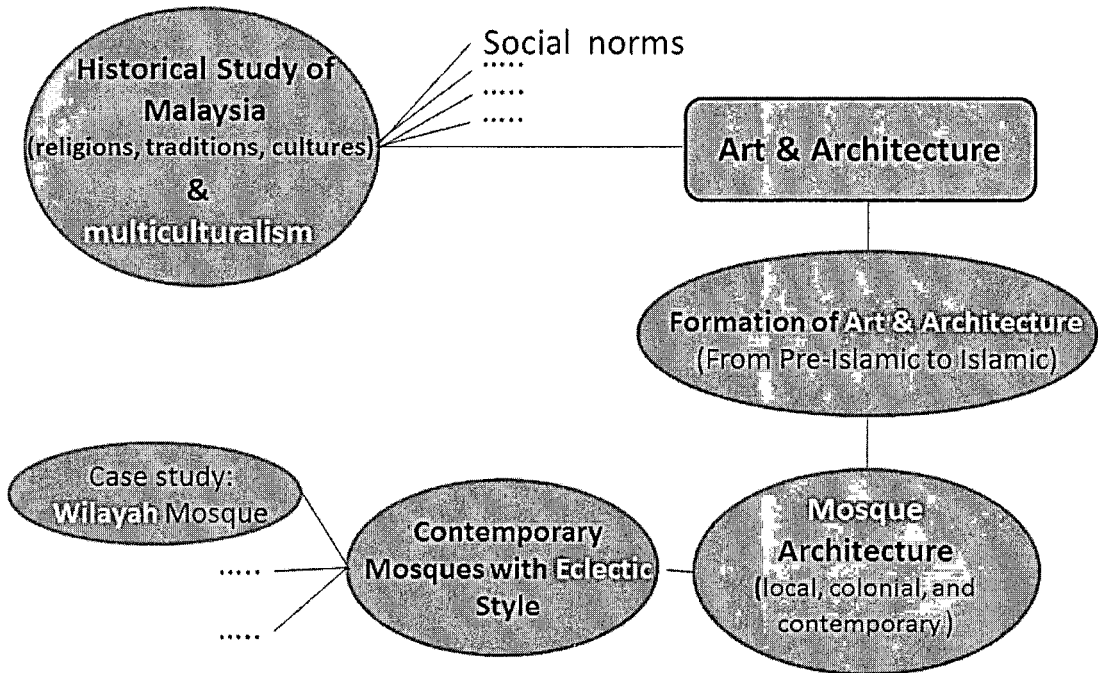 Historical Study of
Malaysia
(religions, traditions, cultures)
&
multiculturalism
Social norms
.....
.....
.....
Art & Architecture
Formation of Art & Architecture
(From Pre-Islamic to Islamic)
Mosque
Architecture
(local, colonial, and
contemporary)
Contemporary
Mosques with Eclectic
Style
Case study:
Wilayah Mosque
.....
.....